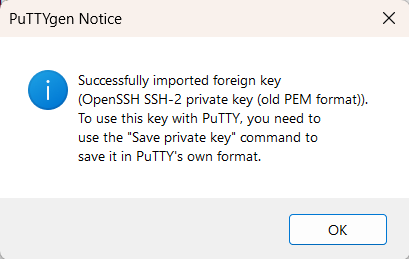 PuTTYgen Notice
Successfully imported foreign key
(OpenSSH SSH-2 private key (old PEM format)).
To use this key with PuTTY, you need to
use the "Save private key" command to
save it in PuTTY's own format.
OK